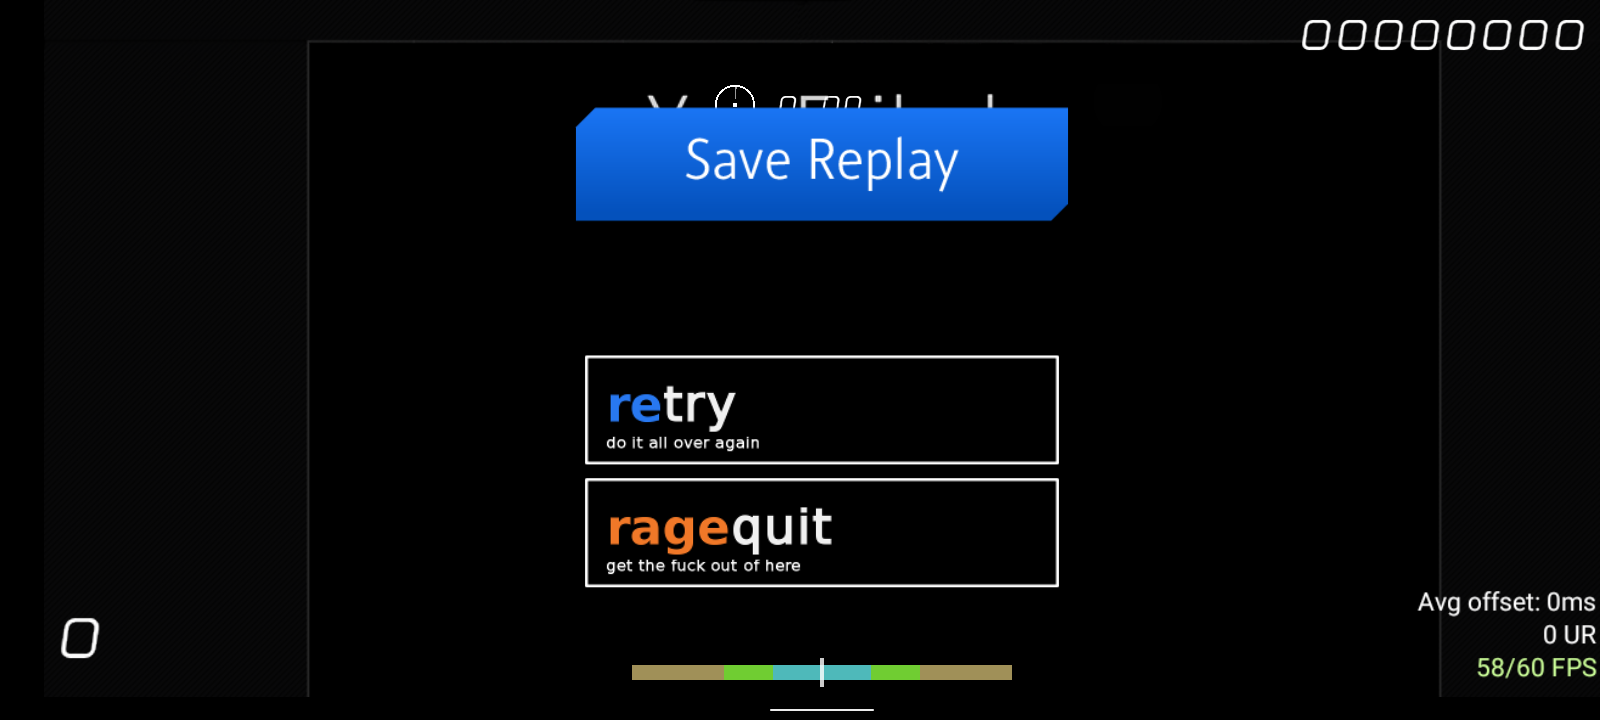 00000000
Save Replay
retry
do it all over again
ragequit
get the fuck out of here
Avg offset: 0ms
0
0 UR
58/60 FPS